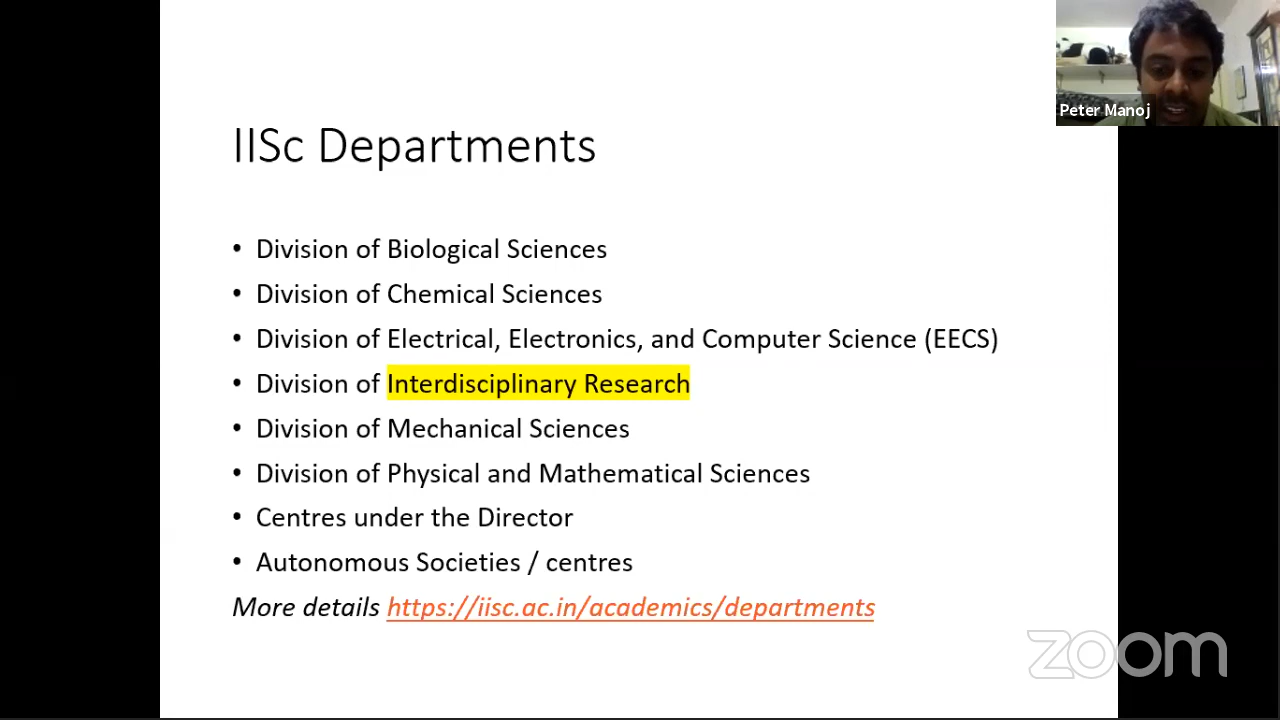 Peter Manoj
IISc Departments
• Division of Biological Sciences
• Division of Chemical Sciences
• Division of Electrical, Electronics, and Computer Science (EECS)
• Division of Interdisciplinary Research
• Division of Mechanical Sciences
• Division of Physical and Mathematical Sciences
• Centres under the Director
• Autonomous Societies / centres
More details https://iisc.ac.in/academics/departments
zoom